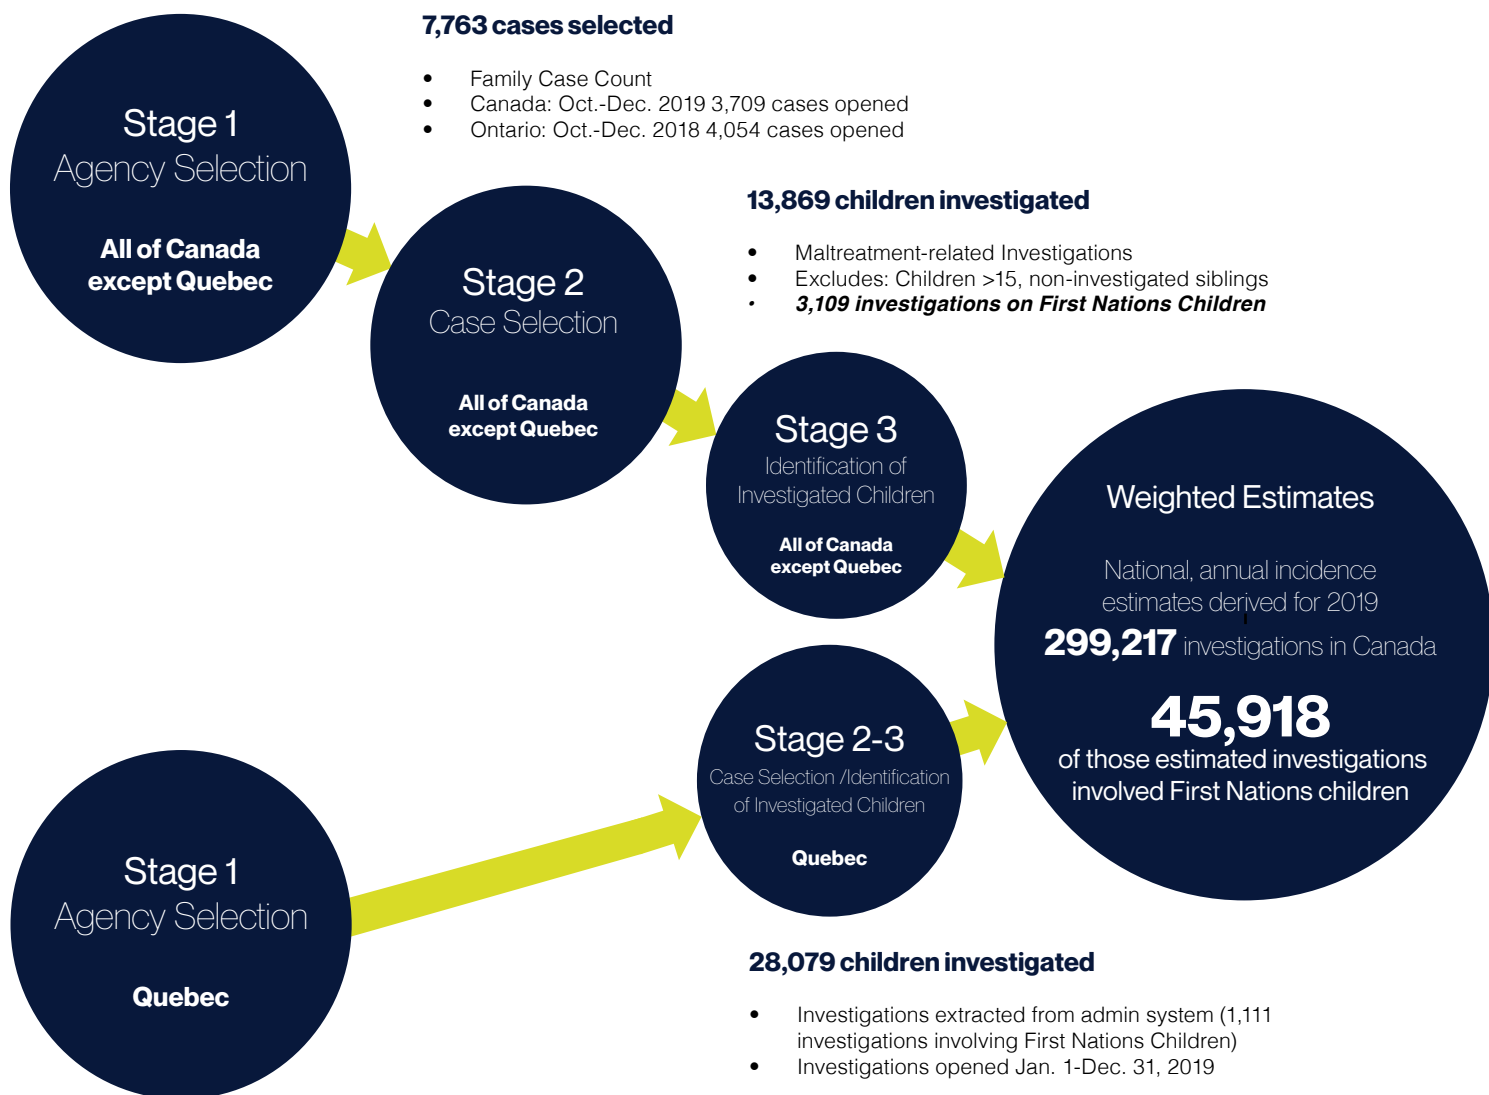 7,763 cases selected
• Family Case Count
• Canada: Oct.-Dec. 2019 3,709 cases opened
• Ontario: Oct.-Dec. 2018 4,054 cases opened
Stage 1
Agency Selection
All of Canada
except Quebec
13,869 children investigated
• Maltreatment-related Investigations
• Excludes: Children >15, non-investigated siblings
• 3,109 investigations on First Nations Children
Stage 2
Case Selection
All of Canada
except Quebec
Stage 3
Identification of
Investigated Children
All of Canada
except Quebec
Weighted Estimates
National, annual incidence
estimates derived for 2019
299,217 investigations in Canada
45,918
of those estimated investigations
involved First Nations children
Stage 1
Agency Selection
Quebec
Stage 2-3
Case Selection /Identification
of Investigated Children
Quebec
28,079 children investigated
• Investigations extracted from admin system (1,111
investigations involving First Nations Children)
• Investigations opened Jan. 1-Dec. 31, 2019